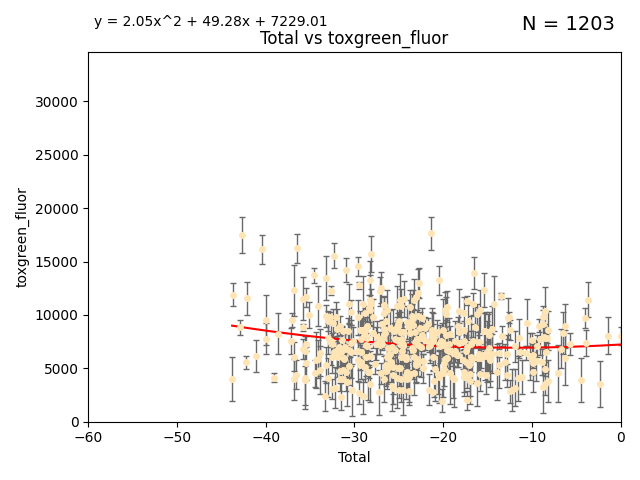 y = 2.05x^2 + 49.28x + 7229.01
N = 1203
Total vs toxgreen_fluor
toxgreen_fluor
30000
25000
20000
15000
10000
5000
0
−60
−50
−40
−30
−20
−10
0
Total